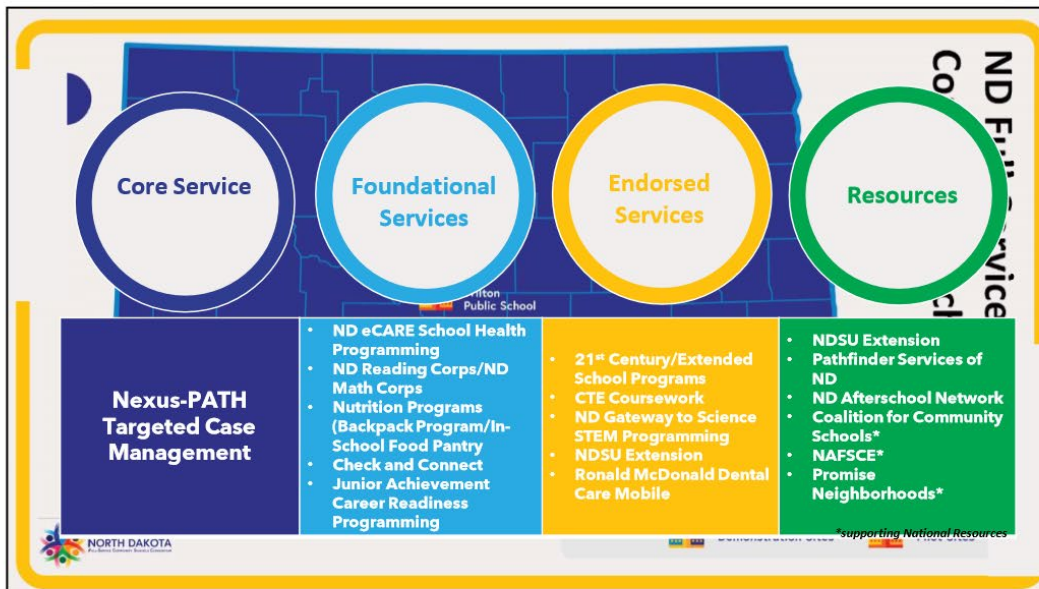 ND Full Service
Core Service
Foundational
Services
Endorsed
Services
Resources
Public School
Nexus-PATH
Targeted Case
Management
• ND eCARE School Health
Programming
• ND Reading Corps/ND
Math Corps
• Nutrition Programs
(Backpack Program/In-
School Food Pantry
• Check and Connect
• Junior Achievement
Career Readiness
Programming
• 21st Century/Extended
School Programs
• CTE Coursework
• ND Gateway to Science
STEM Programming
• NDSU Extension
• Ronald McDonald Dental
Care Mobile
• NDSU Extension
• Pathfinder Services of
ND
• ND Afterschool Network
• Coalition for Community
Schools*
• NAFSCE*
• Promise
Neighborhoods*
*supporting National Resources
NORTH DAKOTA